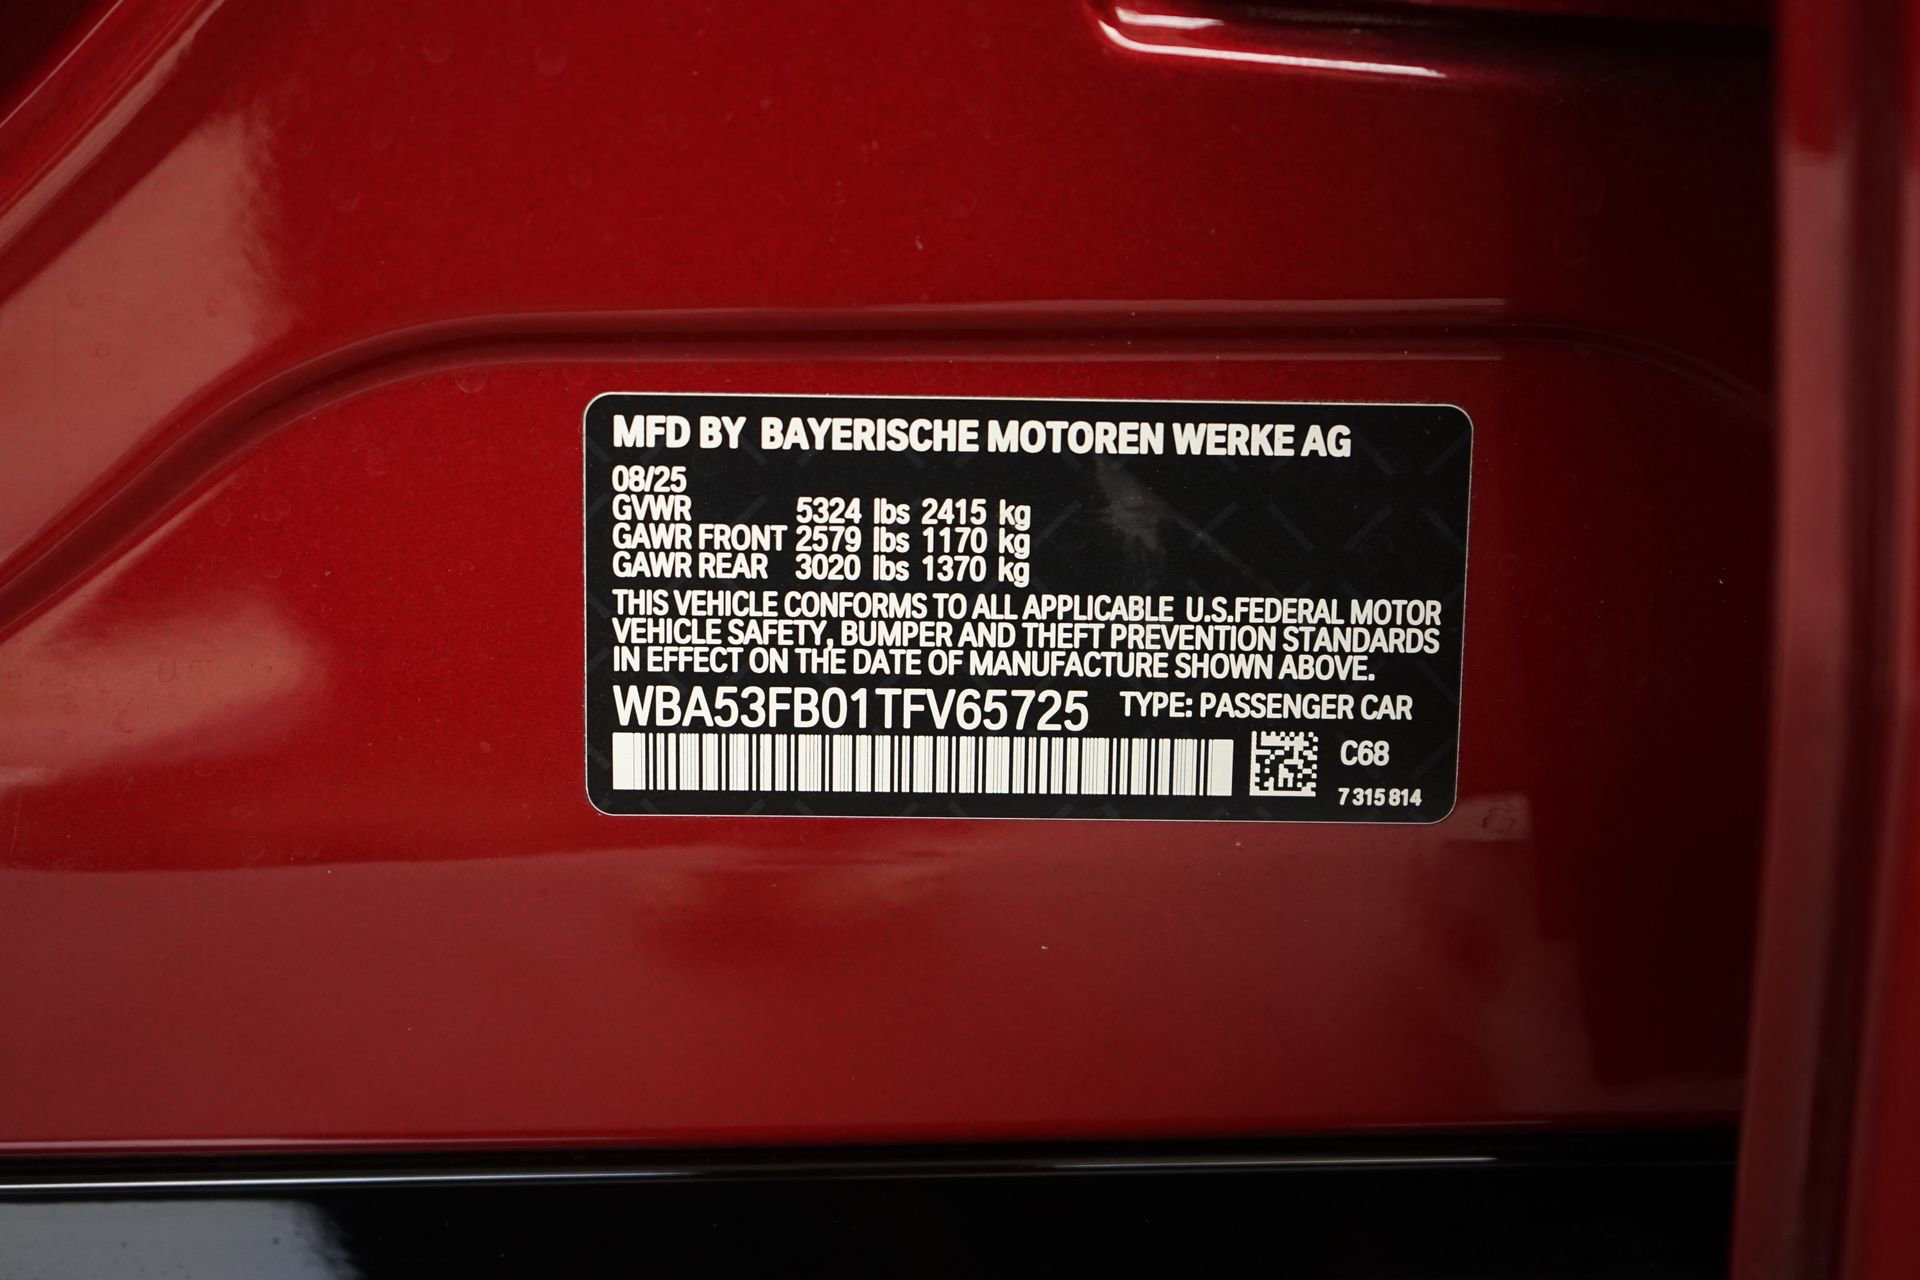 MFD BY BAYERISCHE MOTOREN WERKE AG
08/25
GVWR 5324 lbs 2415 kg
GAWR FRONT 2579 lbs 1170 kg
GAWR REAR 3020 lbs 1370 kg
THIS VEHICLE CONFORMS TO ALL APPLICABLE U.S.FEDERAL MOTOR
VEHICLE SAFETY, BUMPER AND THEFT PREVENTION STANDARDS
IN EFFECT ON THE DATE OF MANUFACTURE SHOWN ABOVE.
WBA53FB01TFV65725 TYPE: PASSENGER CAR
C68
7 315 814